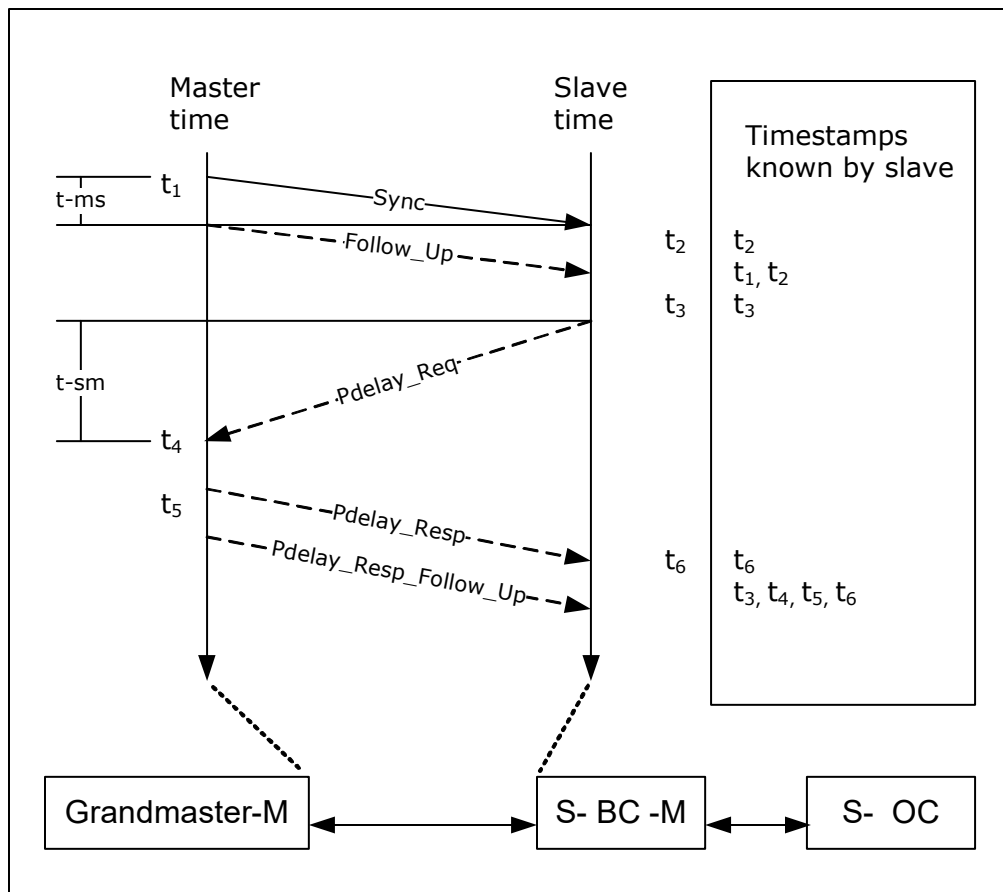 Master
time
Slave
time
Timestamps
known by slave
t-ms
t₁
Sync
Follow_Up
t₂
t₂
t₁, t₂
t₃
t₃
t-sm
Pdelay_Req
t₄
t₅
Pdelay_Resp
Pdelay_Resp_Follow_Up
t₆
t₆
t₃, t₄, t₅, t₆
Grandmaster-M
S- BC -M
S- OC